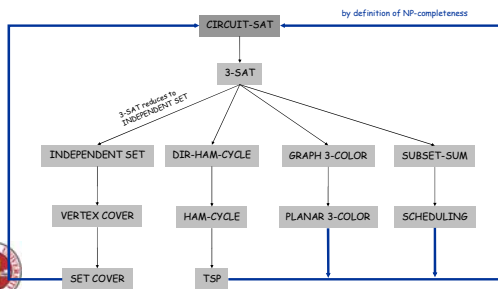 by definition of NP-completeness
CIRCUIT-SAT
3-SAT
3-SAT reduces to
INDEPENDENT SET
INDEPENDENT SET
DIR-HAM-CYCLE
GRAPH 3-COLOR
SUBSET-SUM
VERTEX COVER
HAM-CYCLE
PLANAR 3-COLOR
SCHEDULING
SET COVER
TSP